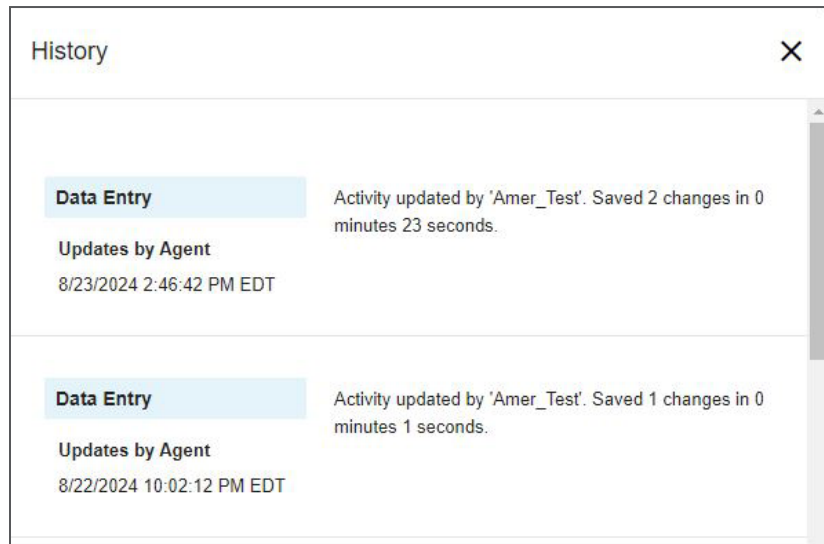 History
Data Entry
Activity updated by 'Amer_Test'. Saved 2 changes in 0
minutes 23 seconds.
Updates by Agent
8/23/2024 2:46:42 PM EDT
Data Entry
Activity updated by 'Amer_Test'. Saved 1 changes in 0
minutes 1 seconds.
Updates by Agent
8/22/2024 10:02:12 PM EDT